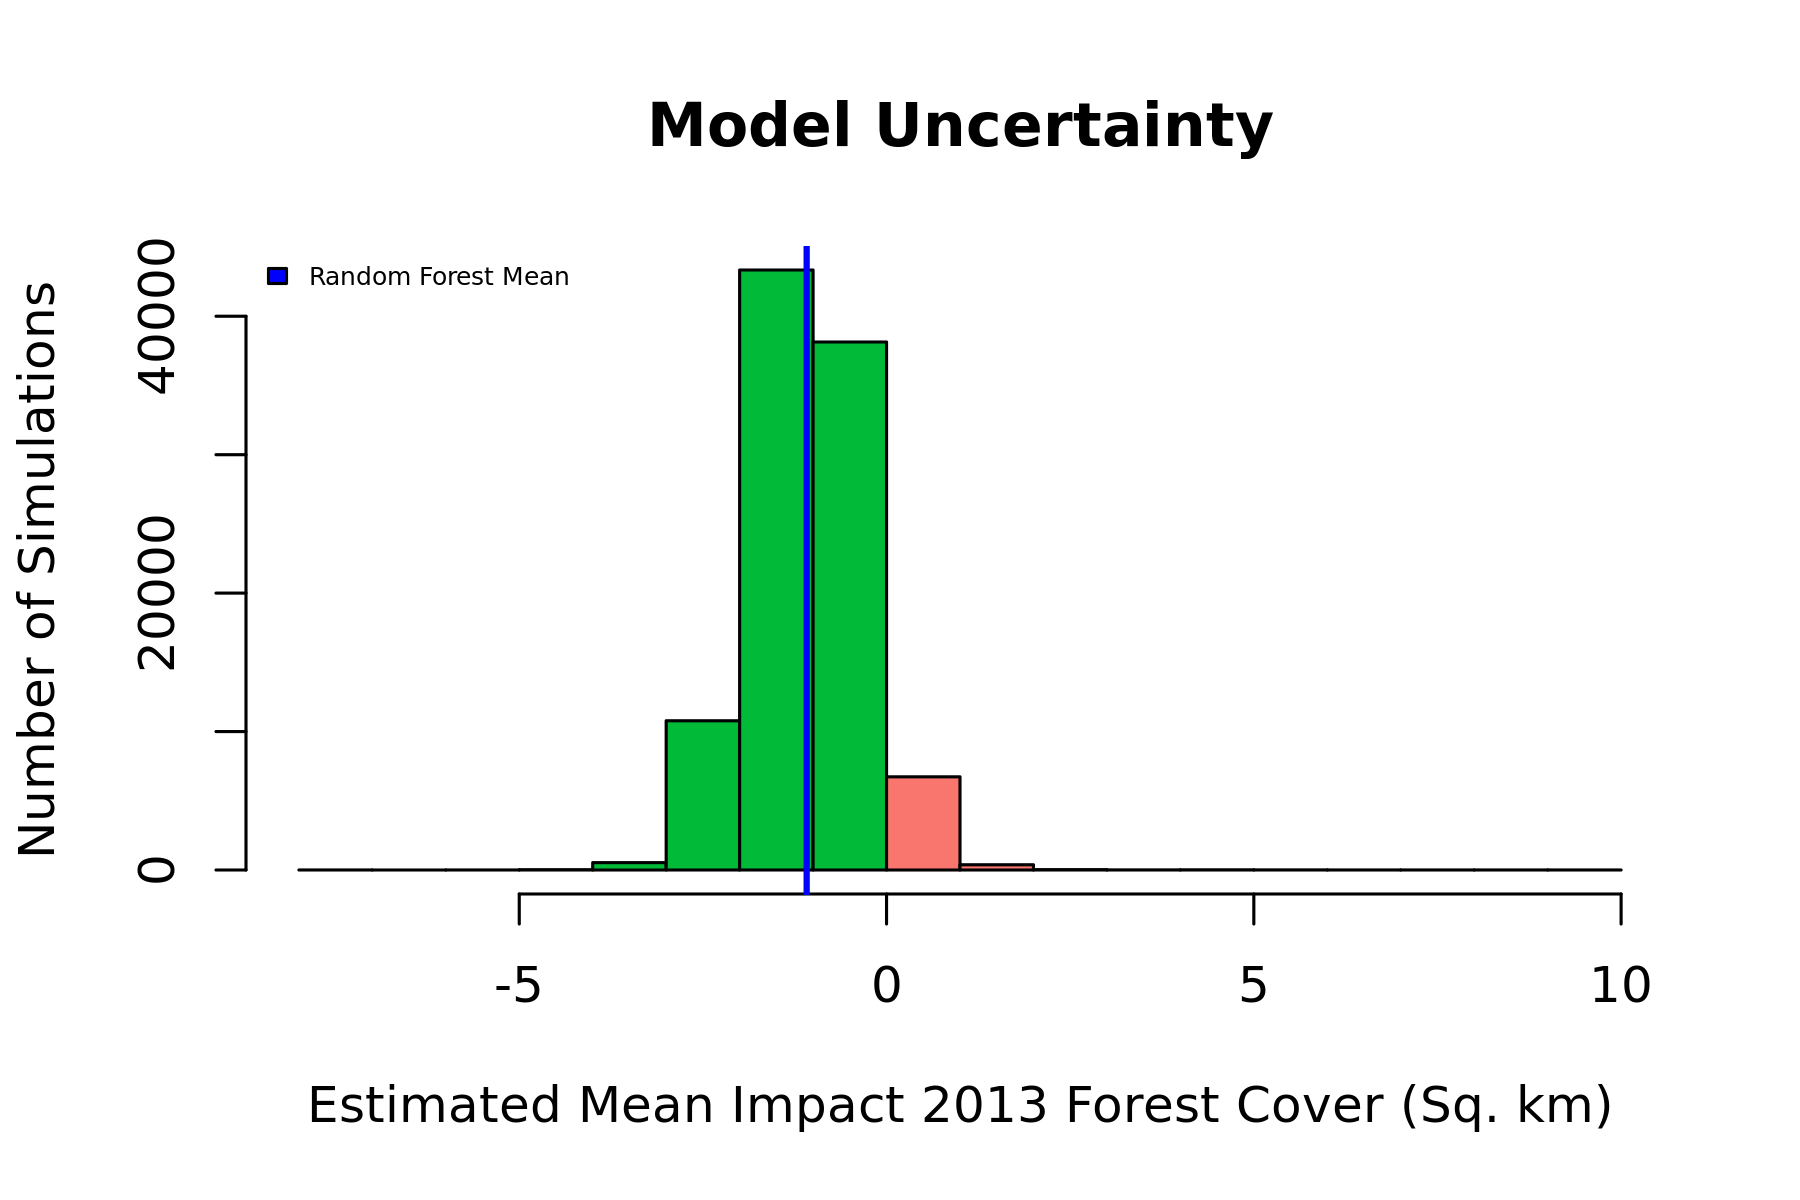 Model Uncertainty
Random Forest Mean
Number of Simulations
40000
20000
0
-5 0 5 10
Estimated Mean Impact 2013 Forest Cover (Sq. km)